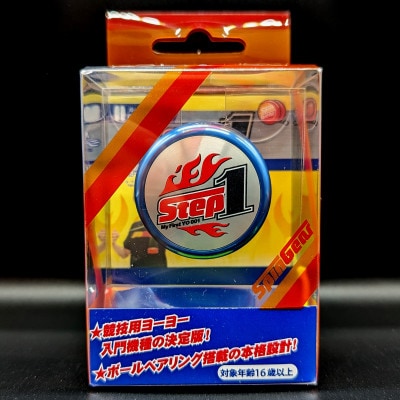 Step1
My First YO-001
SpinGear
★競技用ヨーヨー
入門機種の決定版！
★ボールベアリング搭載の本格設計！
対象年齢16歳以上